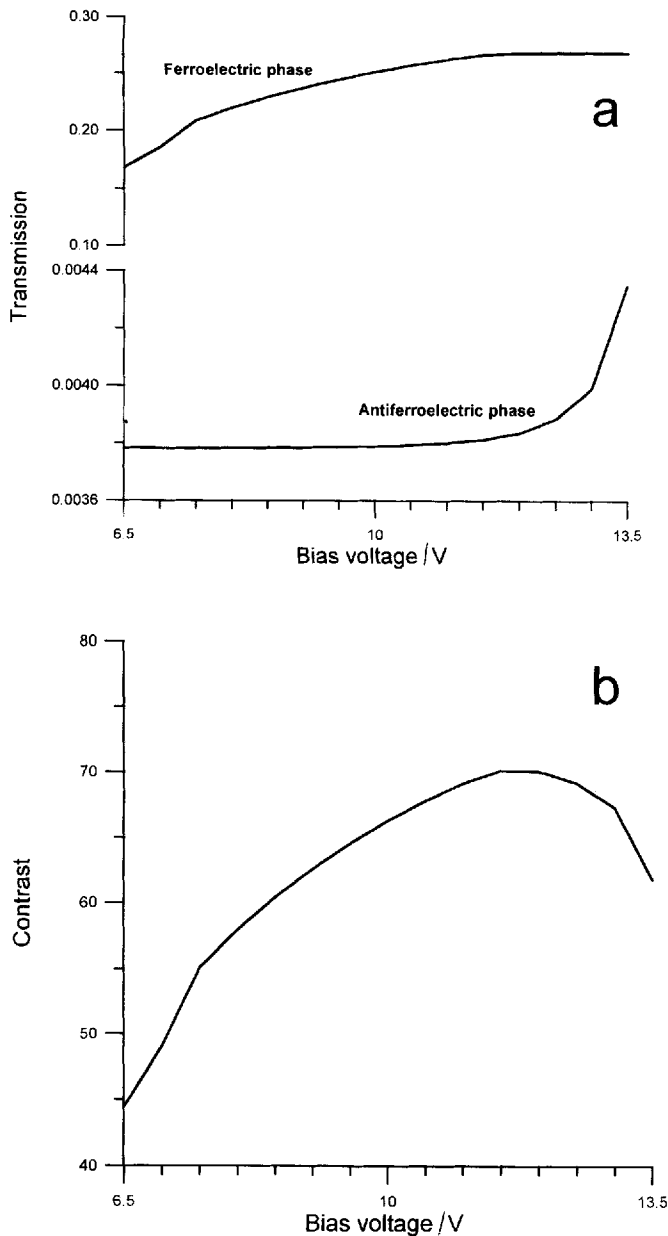 0.30
Ferroelectric phase
a
0.20
0.10
Transmission
0.0044
0.0040
Antiferroelectric phase
0.0036
6.5 10 13.5
Bias voltage/V
80
b
70
60
Contrast
50
40
6.5 10 13.5
Bias voltage/V